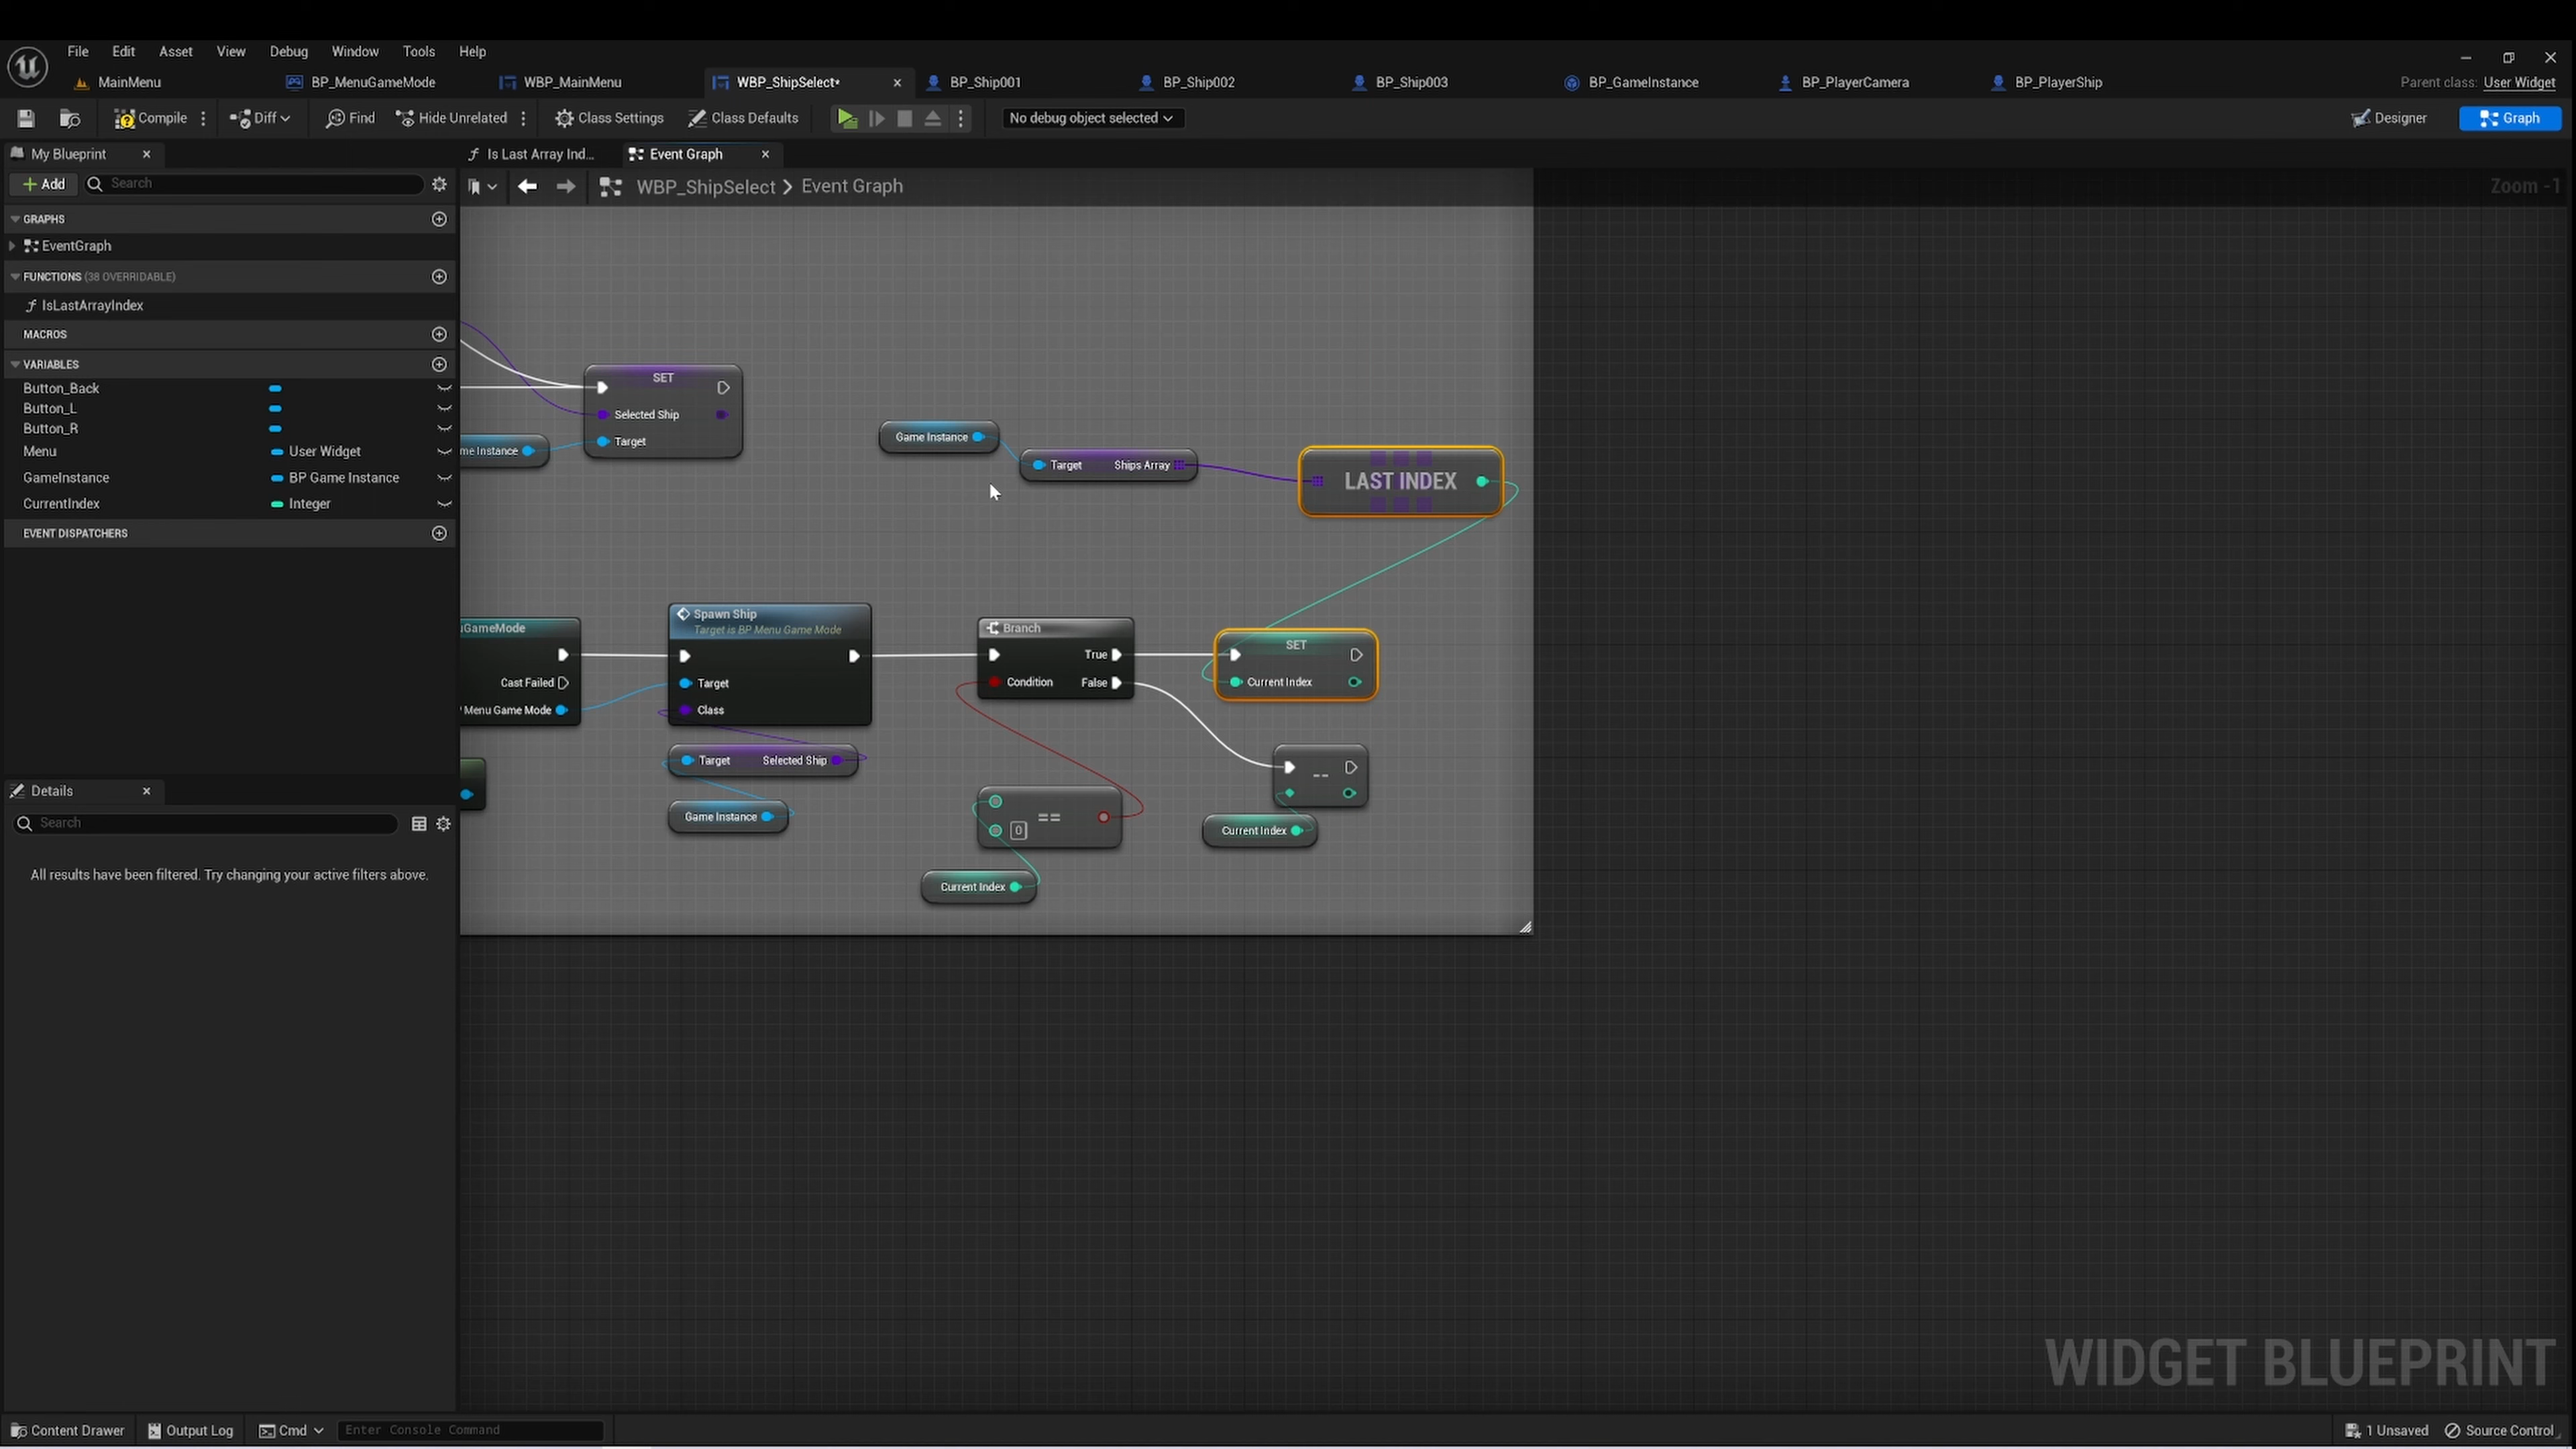 File Edit Asset View Debug Window Tools Help
MainMenu BP_MenuGameMode WBP_MainMenu WBP_ShipSelect* BP_Ship001 BP_Ship002 BP_Ship003 BP_GameInstance BP_PlayerCamera BP_PlayerShip Parent class: User Widget
Compile Diff Find Hide Unrelated Class Settings Class Defaults No debug object selected Designer Graph
My Blueprint Is Last Array Ind... Event Graph
Add Search WBP_ShipSelect > Event Graph Zoom -1
GRAPHS
EventGraph
FUNCTIONS (38 OVERRIDABLE)
IsLastArrayIndex
MACROS
VARIABLES
Button_Back
Button_L
Button_R
Menu User Widget
GameInstance BP Game Instance
CurrentIndex Integer
EVENT DISPATCHERS
SET
Selected Ship
Target
me Instance
Game Instance
Target Ships Array
LAST INDEX
uGameMode
Cast Failed
Menu Game Mode
Spawn Ship
Target is BP Menu Game Mode
Target
Class
Target Selected Ship
Game Instance
Branch
True
Condition False
SET
Current Index
--
Current Index
0 ==
Current Index
Details
Search
All results have been filtered. Try changing your active filters above.
WIDGET BLUEPRINT
Content Drawer Output Log Cmd Enter Console Command 1 Unsaved Source Control